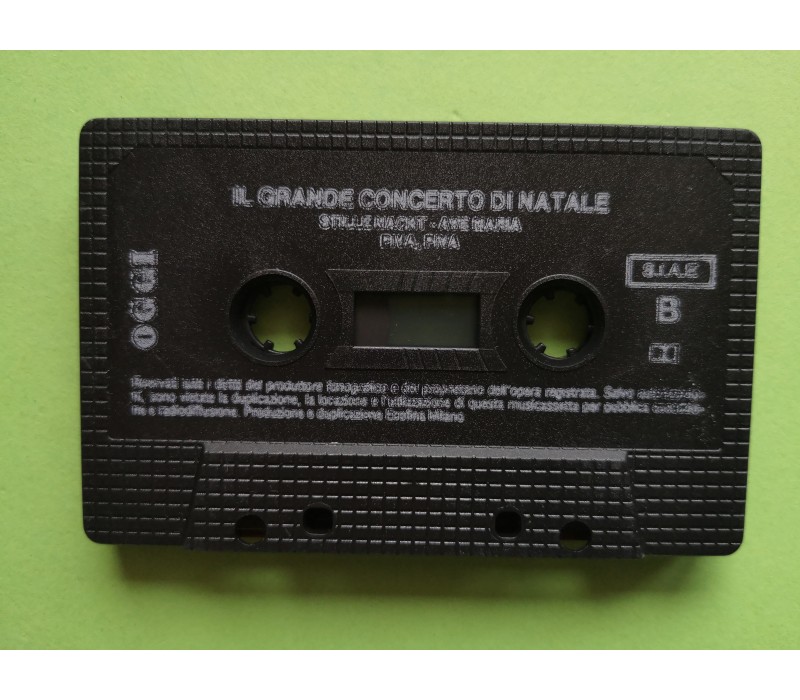 IL GRANDE CONCERTO DI NATALE
STILLE NACHT - AVE MARIA
PIVA, PIVA
OGGI
S.I.A.E
B
Riservati tutti i diritti del produttore fonografico e del proprietario dell'opera registrata. Salvo
sono vietate la duplicazione, la locazione e l'utilizzazione di questa musicassetta per pubblica
e radiodiffusione. Produzione e duplicazione Milano